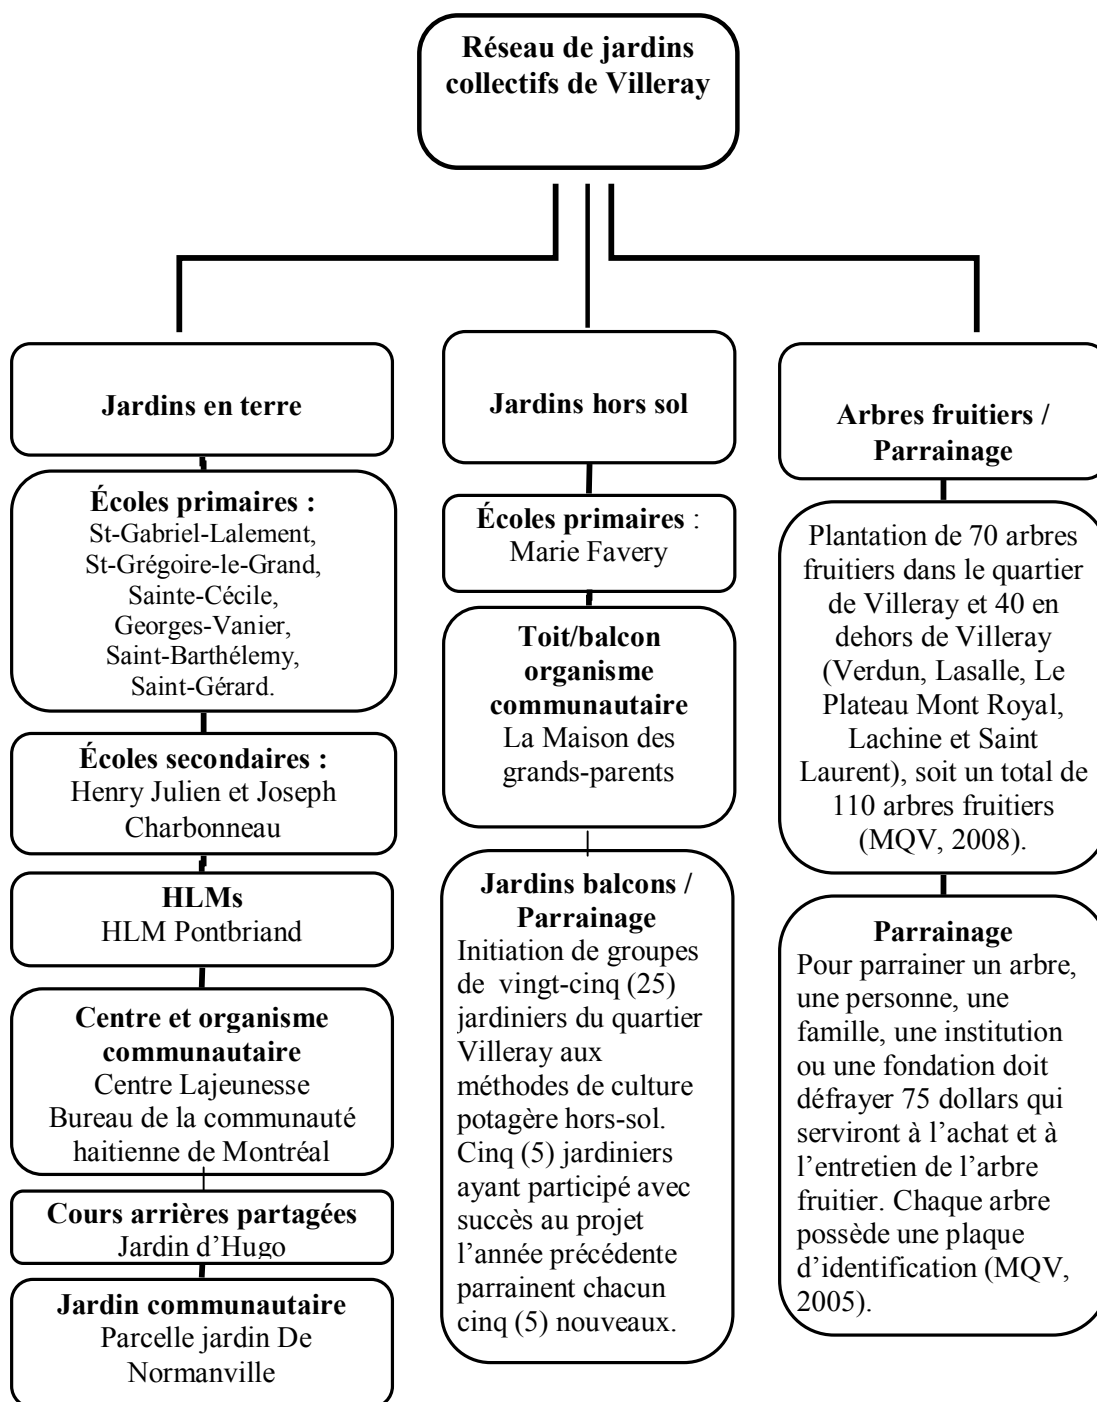 Réseau de jardins
collectifs de Villeray
Jardins en terre
Écoles primaires :
St-Gabriel-Lalement,
St-Grégoire-le-Grand,
Sainte-Cécile,
Georges-Vanier,
Saint-Barthélemy,
Saint-Gérard.
Écoles secondaires :
Henry Julien et Joseph
Charbonneau
HLMs
HLM Pontbriand
Centre et organisme
communautaire
Centre Lajeunesse
Bureau de la communauté
haitienne de Montréal
Cours arrières partagées
Jardin d’Hugo
Jardin communautaire
Parcelle jardin De
Normanville
Jardins hors sol
Écoles primaires :
Marie Favery
Toit/balcon
organisme
communautaire
La Maison des
grands-parents
Jardins balcons /
Parrainage
Initiation de groupes
de vingt-cinq (25)
jardiniers du quartier
Villeray aux
méthodes de culture
potagère hors-sol.
Cinq (5) jardiniers
ayant participé avec
succès au projet
l’année précédente
parrainent chacun
cinq (5) nouveaux.
Arbres fruitiers /
Parrainage
Plantation de 70 arbres
fruitiers dans le quartier
de Villeray et 40 en
dehors de Villeray
(Verdun, Lasalle, Le
Plateau Mont Royal,
Lachine et Saint
Laurent), soit un total de
110 arbres fruitiers
(MQV, 2008).
Parrainage
Pour parrainer un arbre,
une personne, une
famille, une institution
ou une fondation doit
défrayer 75 dollars qui
serviront à l’achat et à
l’entretien de l’arbre
fruitier. Chaque arbre
possède une plaque
d’identification (MQV,
2005).